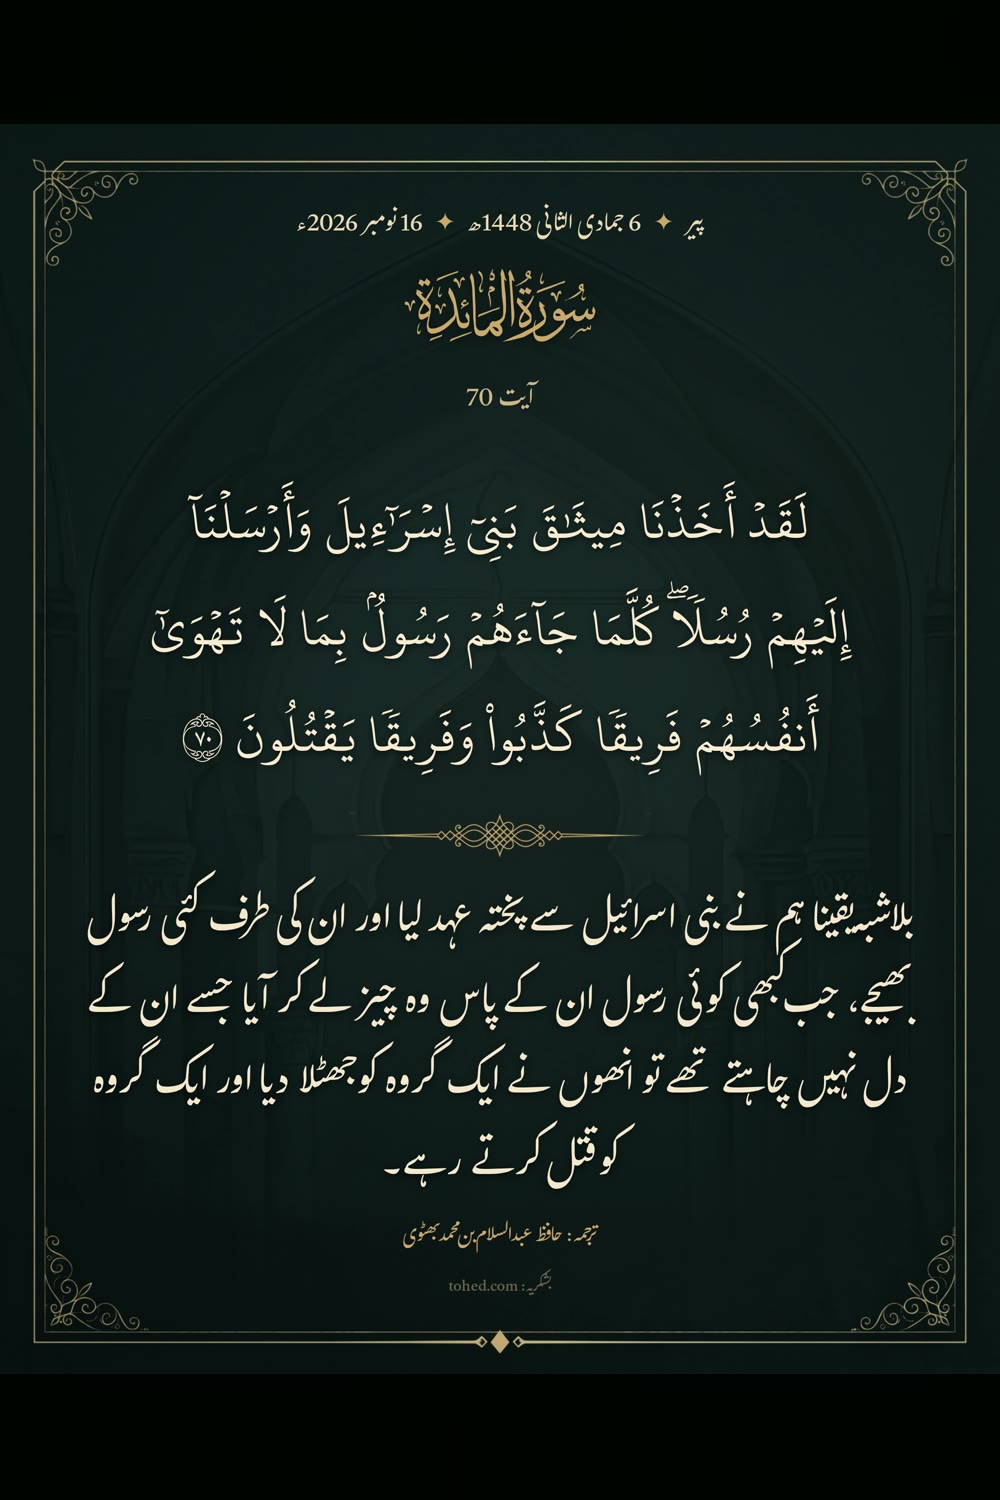 پیر ✦ 6 جمادی الثانی 1448ھ ✦ 16 نومبر 2026ء
سُورَةُ الْمَائِدَة
آیت 70
لَقَدۡ أَخَذۡنَا مِيثَٰقَ بَنِيٓ إِسۡرَٰٓءِيلَ وَأَرۡسَلۡنَآ
إِلَيۡهِمۡ رُسُلٗاۖ كُلَّمَا جَآءَهُمۡ رَسُولُۢ بِمَا لَا تَهۡوَىٰٓ
أَنفُسُهُمۡ فَرِيقٗا كَذَّبُواْ وَفَرِيقٗا يَقۡتُلُونَ ٧٠
بلاشبہ یقینا ہم نے بنی اسرائیل سے پختہ عہد لیا اور ان کی طرف کئی رسول
بھیجے، جب کبھی کوئی رسول ان کے پاس وہ چیز لے کر آیا جسے ان کے
دل نہیں چاہتے تھے تو انھوں نے ایک گروہ کو جھٹلا دیا اور ایک گروہ
کو قتل کرتے رہے۔
ترجمہ: حافظ عبدالسلام بن محمد بھٹوی
بشکریہ: tohed.com